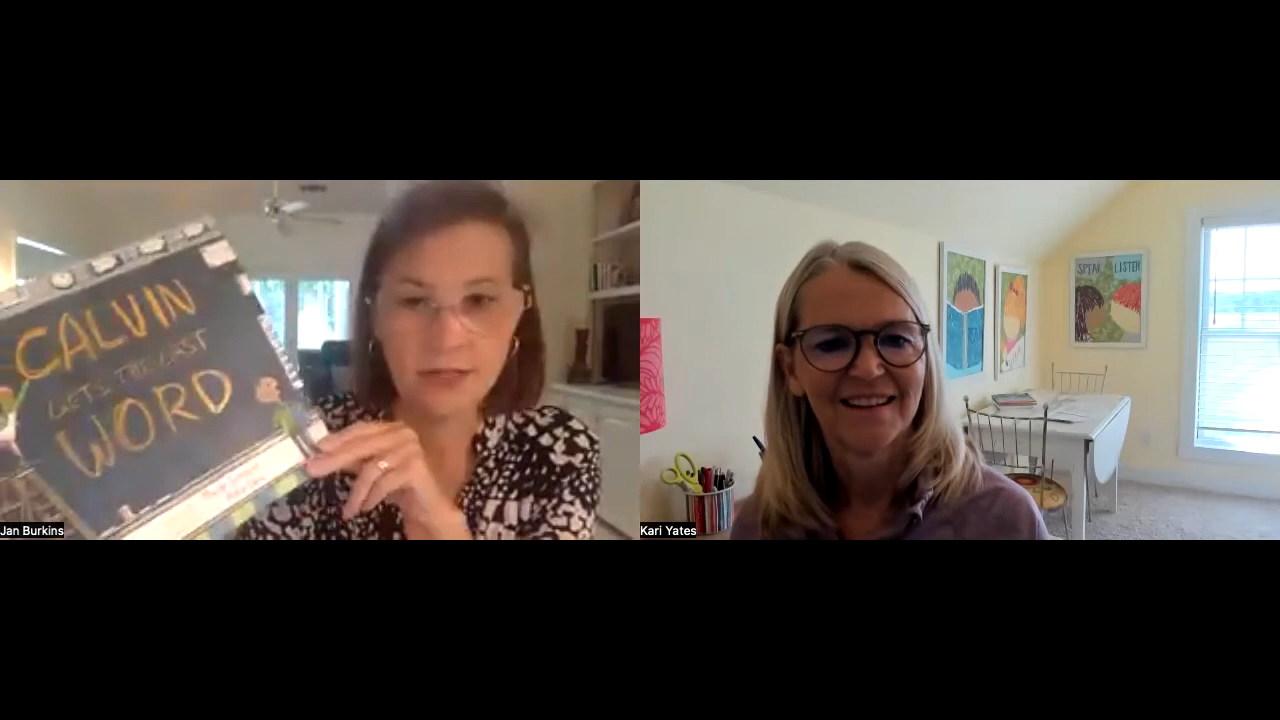 CALVIN
GETS THE LAST
WORD
SPEAK LISTEN
Jan Burkins
Kari Yates